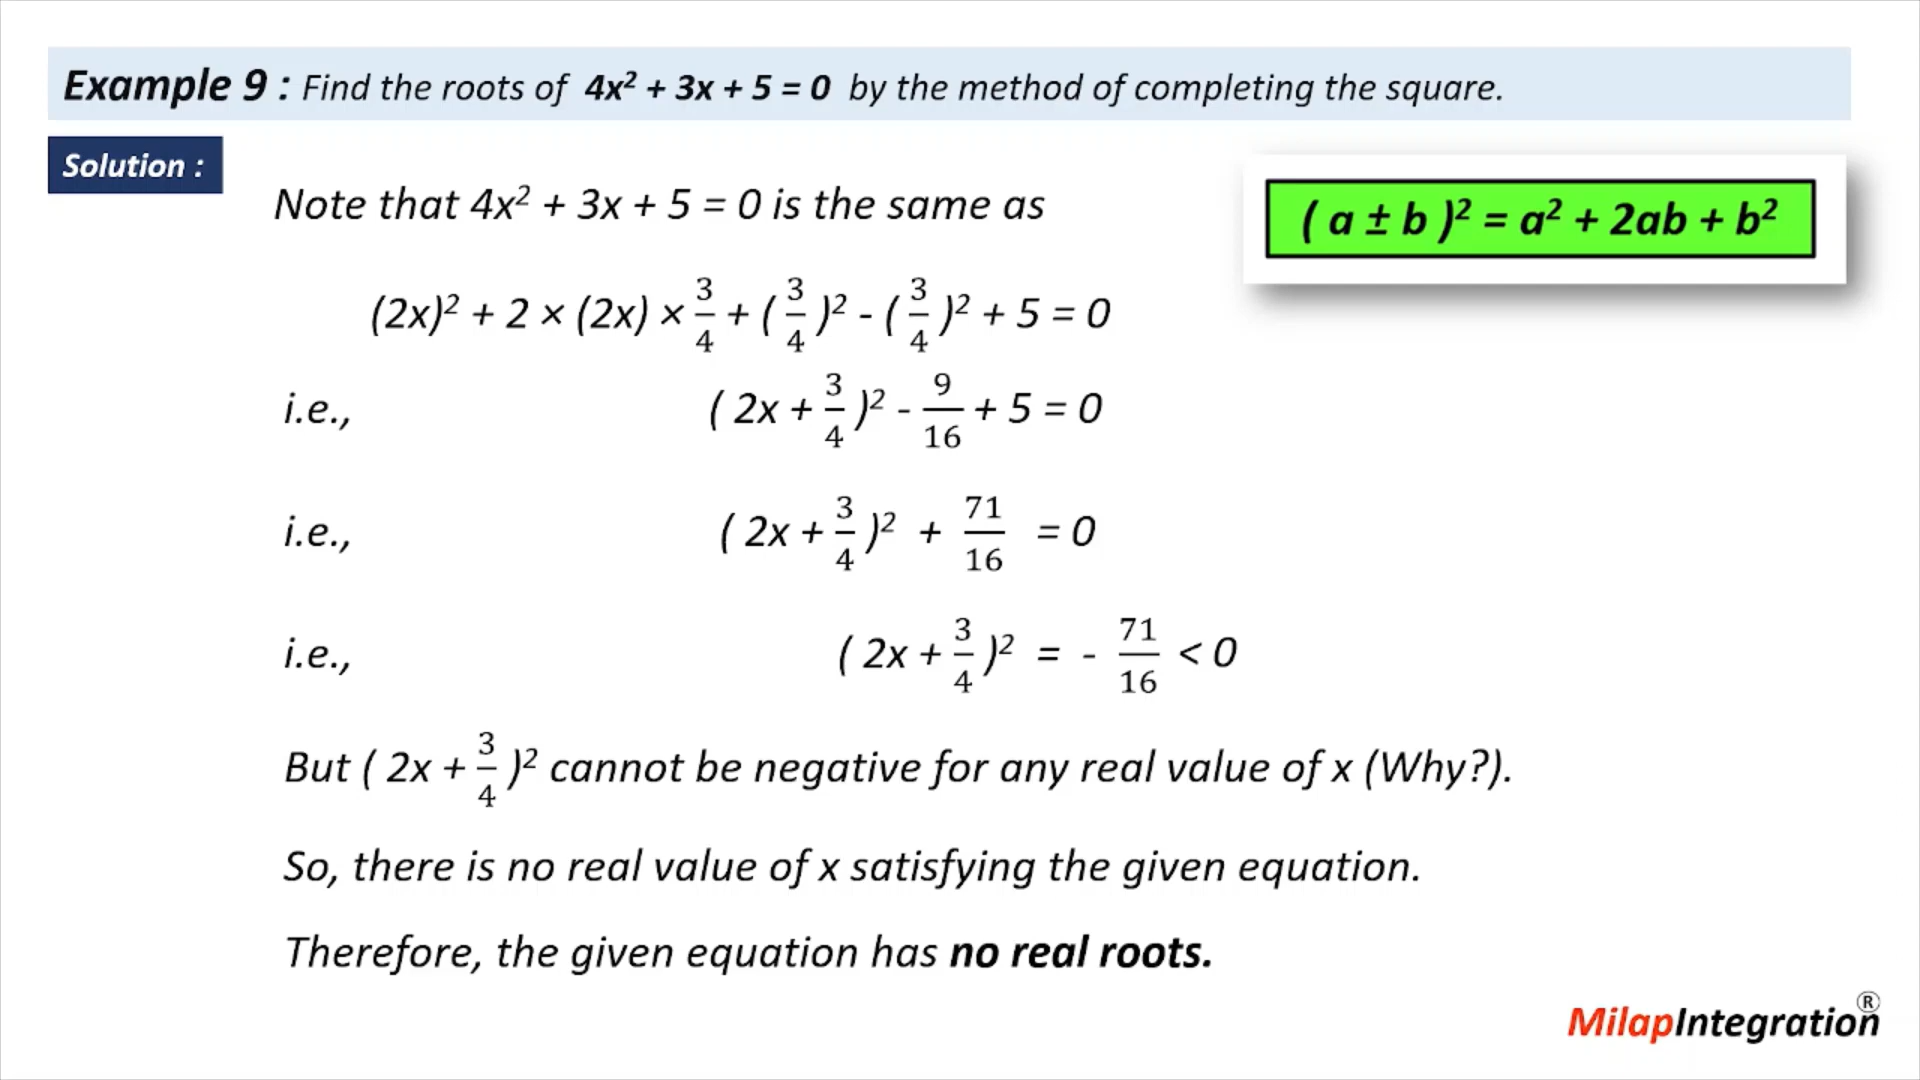 Example 9 : Find the roots of 4x² + 3x + 5 = 0 by the method of completing the square.
Solution :
Note that 4x² + 3x + 5 = 0 is the same as
( a ± b )² = a² + 2ab + b²
(2x)² + 2 × (2x) × 3/4 + ( 3/4 )² - ( 3/4 )² + 5 = 0
i.e., ( 2x + 3/4 )² - 9/16 + 5 = 0
i.e., ( 2x + 3/4 )² + 71/16 = 0
i.e., ( 2x + 3/4 )² = - 71/16 < 0
But ( 2x + 3/4 )² cannot be negative for any real value of x (Why?).
So, there is no real value of x satisfying the given equation.
Therefore, the given equation has no real roots.
MilapIntegration®